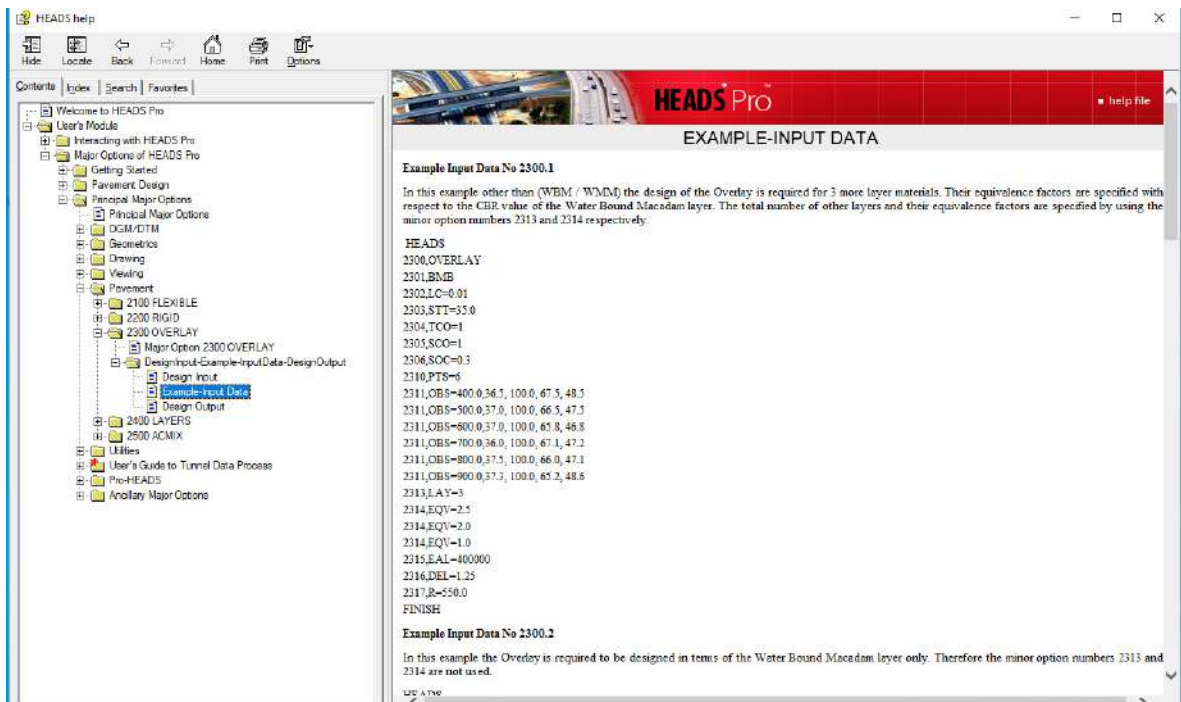 HEADS help
Hide Locate Back Forward Home Print Options
Contents Index Search Favorites
Welcome to HEADS Pro
User's Module
Interacting with HEADS Pro
Major Options of HEADS Pro
Getting Started
Pavement Design
Principal Major Options
Principal Major Options
DGM/DTM
Geometrics
Drawing
Viewing
Pavement
2100 FLEXIBLE
2200 RIGID
2300 OVERLAY
Major Option 2300 OVERLAY
DesignInput-Example-InputData-DesignOutput
Design Input
Example-Input Data
Design Output
2400 LAYERS
2500 ACMIX
Utilities
User's Guide to Tunnel Data Process
Pro-HEADS
Ancillary Major Options
HEADS Pro
help file
EXAMPLE-INPUT DATA
Example Input Data No 2300.1
In this example other than (WBM / WMM) the design of the Overlay is required for 3 more layer materials. Their equivalence factors are specified with
respect to the CBR value of the Water Bound Macadam layer. The total number of other layers and their equivalence factors are specified by using the
minor option numbers 2313 and 2314 respectively.
HEADS
2300,OVERLAY
2301,BMB
2302,LC=0.01
2303,STT=35.0
2304,TCO=1
2305,SCO=1
2306,SOC=0.3
2310,PTS=6
2311,OBS=400.0,36.5, 100.0, 67.5, 48.5
2311,OBS=500.0,37.0, 100.0, 66.5, 47.5
2311,OBS=600.0,37.0, 100.0, 65.8, 46.8
2311,OBS=700.0,36.0, 100.0, 67.1, 47.2
2311,OBS=800.0,37.5, 100.0, 66.0, 47.1
2311,OBS=900.0,37.3, 100.0, 65.2, 48.6
2313,LAY=3
2314,EQV=2.5
2314,EQV=2.0
2314,EQV=1.0
2315,EAL=400000
2316,DEL=1.25
2317,R=550.0
FINISH
Example Input Data No 2300.2
In this example the Overlay is required to be designed in terms of the Water Bound Macadam layer only. Therefore the minor option numbers 2313 and
2314 are not used.
HEADS